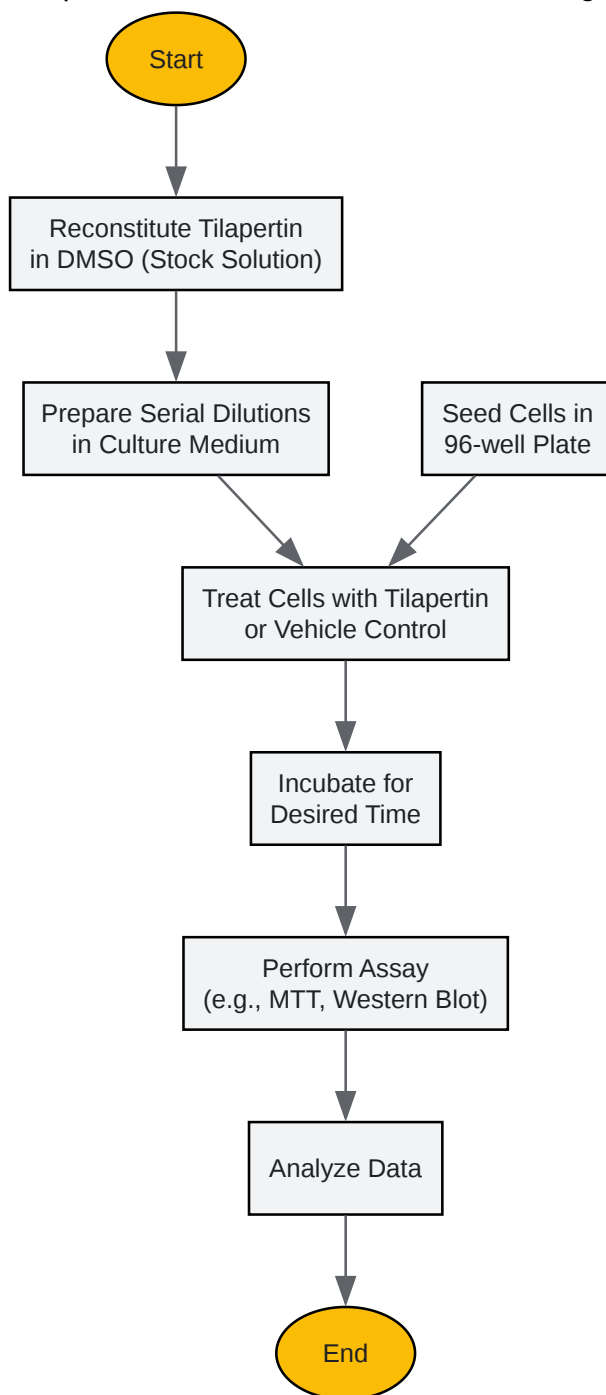 Start
Reconstitute Tilapertin
in DMSO (Stock Solution)
Prepare Serial Dilutions
in Culture Medium
Seed Cells in
96-well Plate
Treat Cells with Tilapertin
or Vehicle Control
Incubate for
Desired Time
Perform Assay
(e.g., MTT, Western Blot)
Analyze Data
End